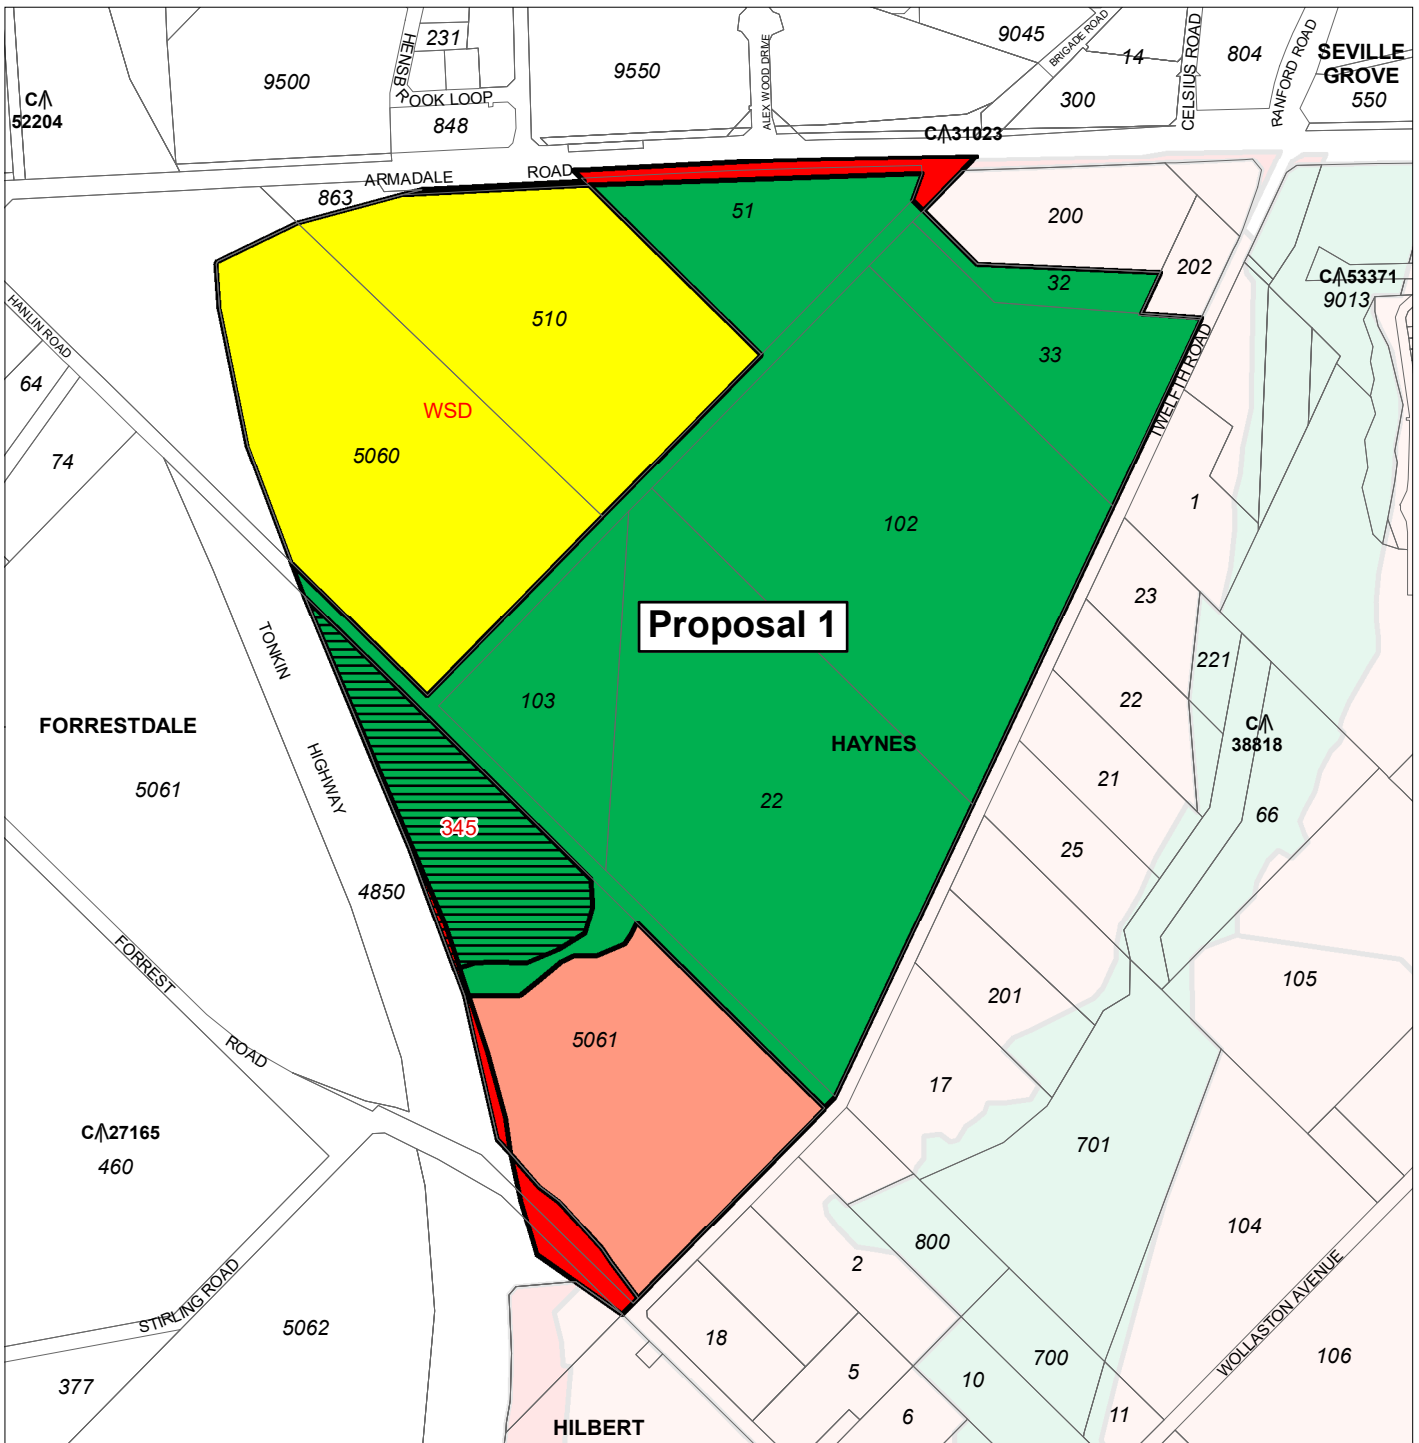 9500
231
HENSBROOK LOOP
848
9550
ALEX WOOD DRIVE
9045
BRIGADE ROAD
14
300
CELSIUS ROAD
804
RANFORD ROAD
SEVILLE
GROVE
550
C
52204
C 31023
ARMADALE ROAD
863
51
200
202
32
C 53371
9013
HANLIN ROAD
510
33
TWELFTH ROAD
64
WSD
74
5060
1
102
23
Proposal 1
TONKIN HIGHWAY
221
103
22
FORRESTDALE
HAYNES
C
38818
5061
21
22
345
66
25
4850
FORREST ROAD
105
201
5061
17
C 27165
460
701
104
800
2
STIRLING ROAD
5062
18
WOLLASTON AVENUE
700
106
5
10
377
6
11
HILBERT